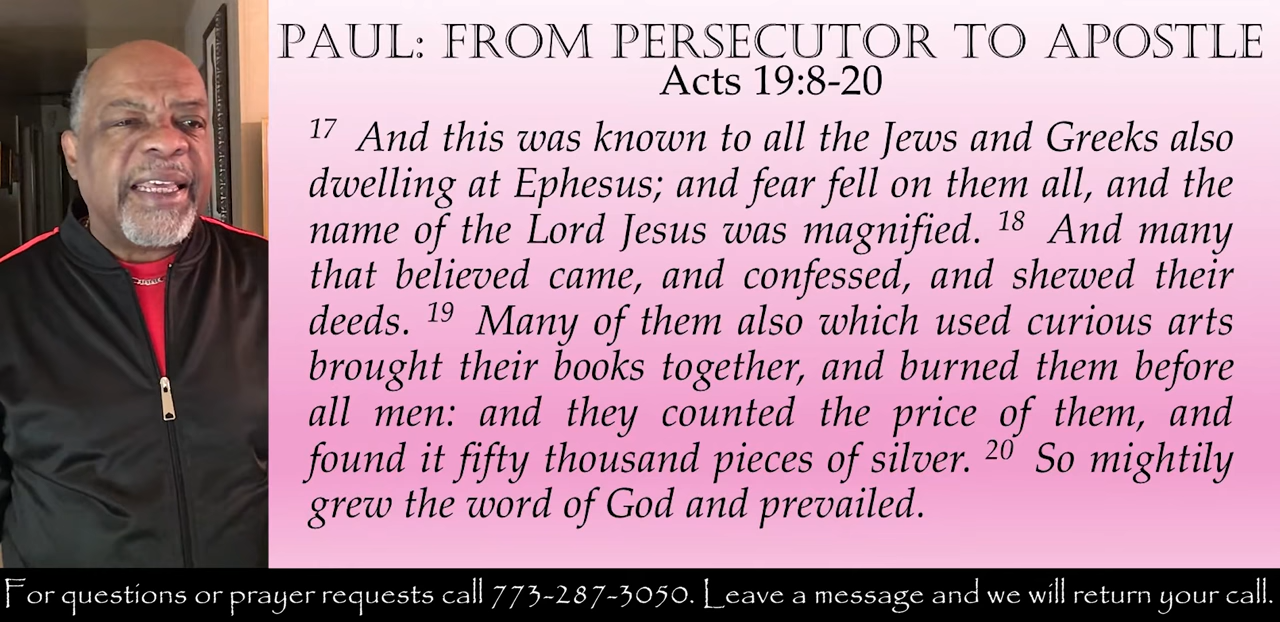 PAUL: FROM PERSECUTOR TO APOSTLE
Acts 19:8-20
17 And this was known to all the Jews and Greeks also
dwelling at Ephesus; and fear fell on them all, and the
name of the Lord Jesus was magnified. 18 And many
that believed came, and confessed, and shewed their
deeds. 19 Many of them also which used curious arts
brought their books together, and burned them before
all men: and they counted the price of them, and
found it fifty thousand pieces of silver. 20 So mightily
grew the word of God and prevailed.
For questions or prayer requests call 773-287-3050. Leave a message and we will return your call.